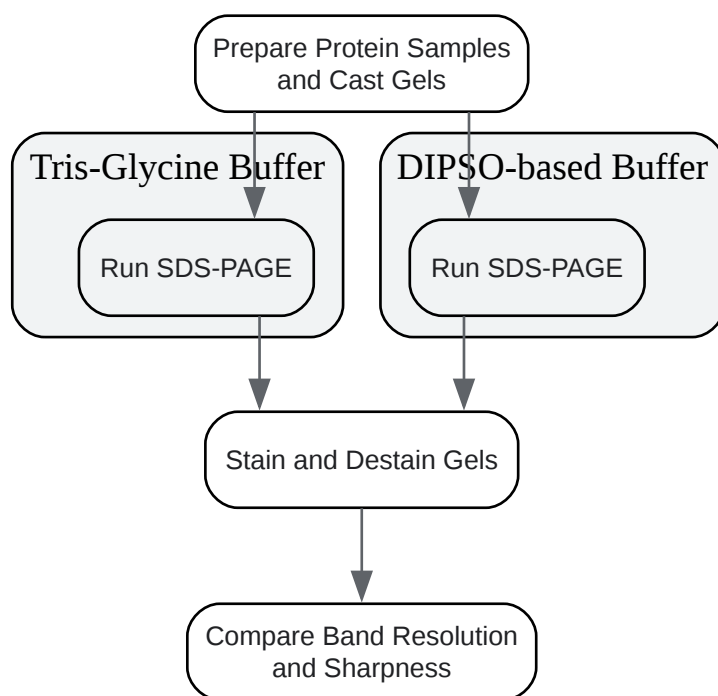 Prepare Protein Samples
and Cast Gels
Tris-Glycine Buffer
DIPSO-based Buffer
Run SDS-PAGE
Run SDS-PAGE
Stain and Destain Gels
Compare Band Resolution
and Sharpness